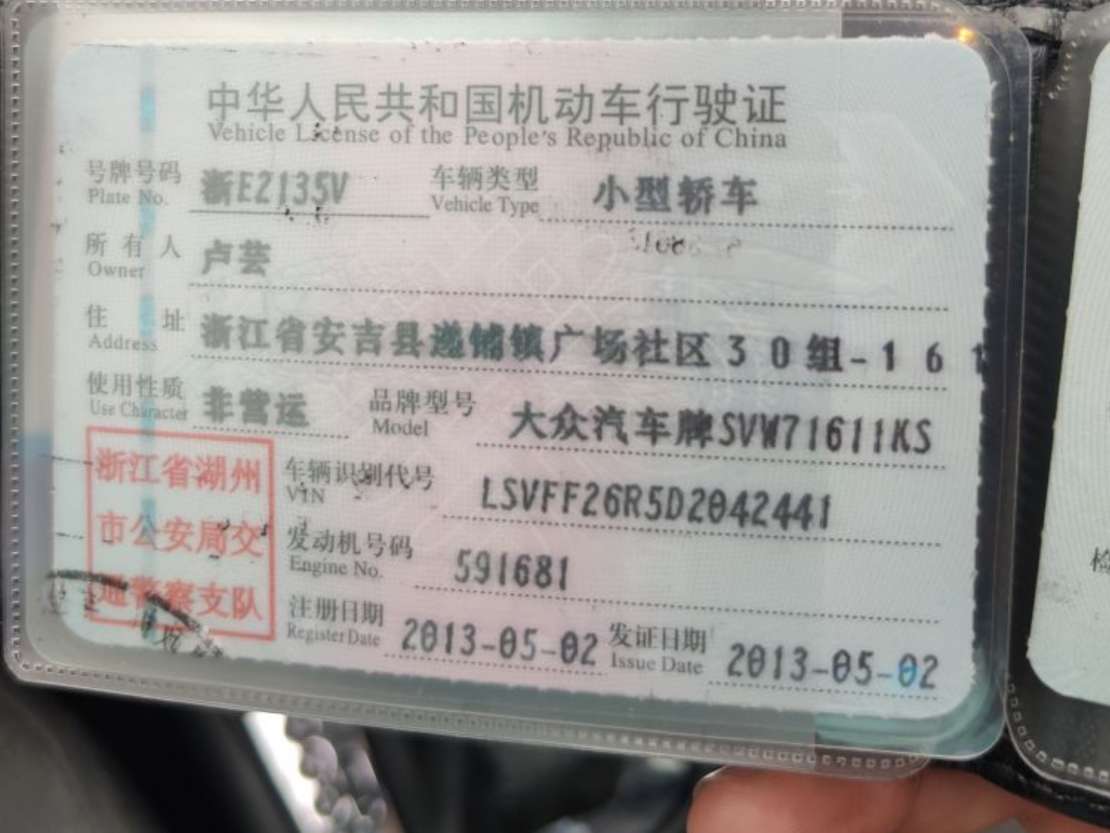 中华人民共和国机动车行驶证
Vehicle License of the People's Republic of China
号牌号码 浙E2135V 车辆类型 小型轿车
Plate No. Vehicle Type
所有人 卢芸
Owner
住址 浙江省安吉县递铺镇广场社区30组-161
Address
使用性质 非营运 品牌型号 大众汽车牌SVW71611KS
Use Character Model
浙江省湖州
市公安局交
通警察支队
车辆识别代号 LSVFF26R5D2042441
VIN
发动机号码 591681
Engine No.
注册日期 2013-05-02 发证日期 2013-05-02
Register Date Issue Date
检